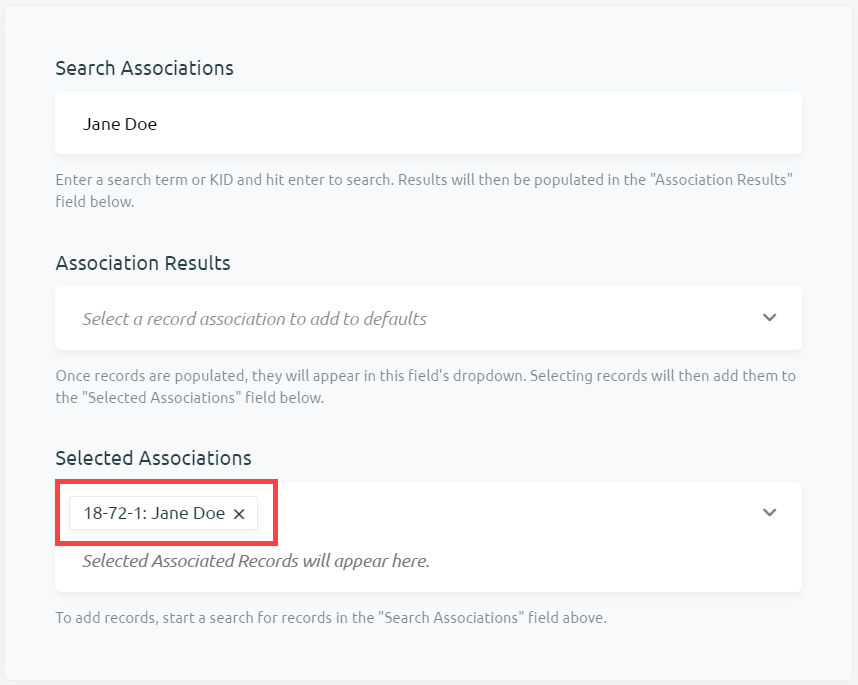 Search Associations
Jane Doe
Enter a search term or KID and hit enter to search. Results will then be populated in the "Association Results"
field below.
Association Results
Select a record association to add to defaults
Once records are populated, they will appear in this field's dropdown. Selecting records will then add them to
the "Selected Associations" field below.
Selected Associations
18-72-1: Jane Doe ×
Selected Associated Records will appear here.
To add records, start a search for records in the "Search Associations" field above.